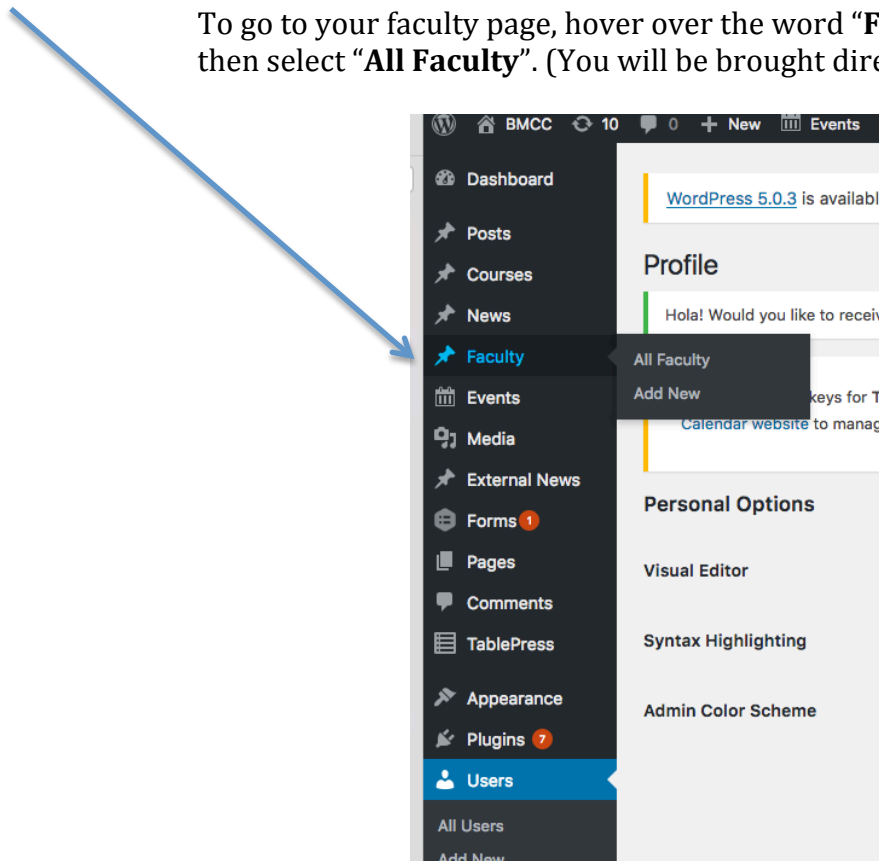 To go to your faculty page, hover over the word “F
then select “All Faculty”. (You will be brought dire
BMCC 10 0 + New Events
Dashboard
WordPress 5.0.3 is availabl
Posts
Profile
Courses
News
Hola! Would you like to receiv
Faculty
All Faculty
Add New
keys for T
Events
Calendar website to manag
Media
External News
Personal Options
Forms 1
Pages
Visual Editor
Comments
TablePress
Syntax Highlighting
Appearance
Admin Color Scheme
Plugins 7
Users
All Users
Add New